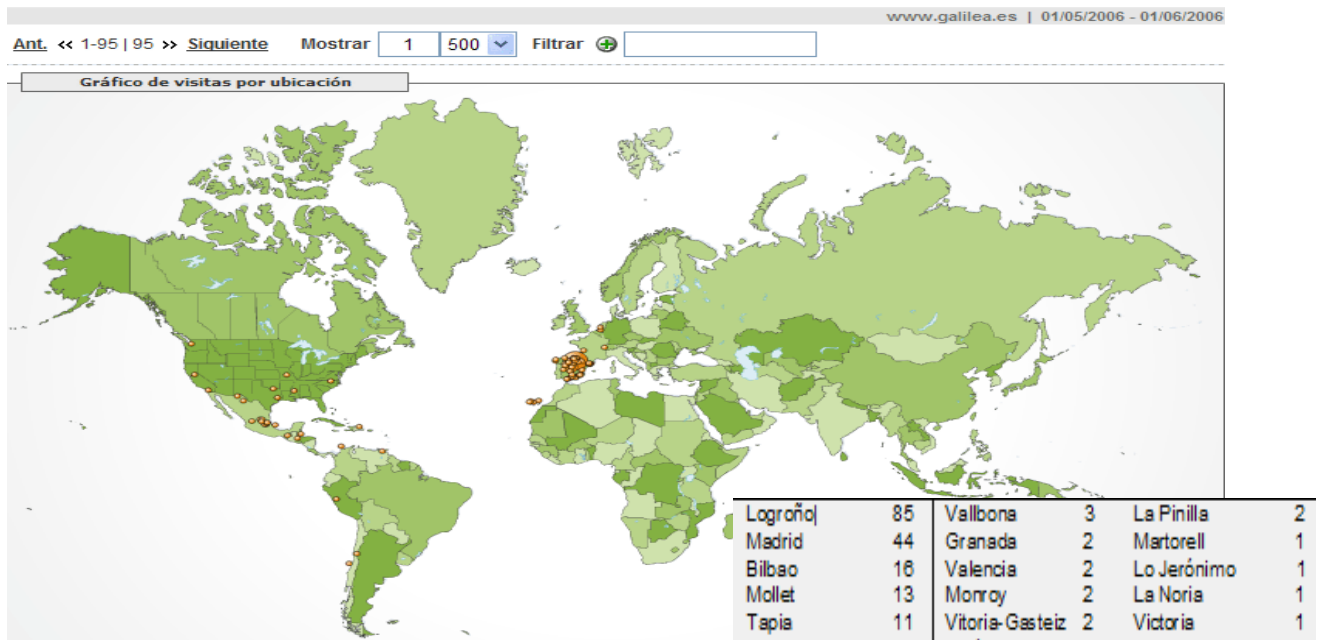 www.galilea.es | 01/05/2006 - 01/06/2006
Ant. << 1-95 | 95 >> Siguiente Mostrar 1 500 Filtrar
Gráfico de visitas por ubicación
Logroño 85 Vallbona 3 La Pinilla 2
Madrid 44 Granada 2 Martorell 1
Bilbao 16 Valencia 2 Lo Jerónimo 1
Mollet 13 Monroy 2 La Noria 1
Tapia 11 Vitoria-Gasteiz 2 Victoria 1